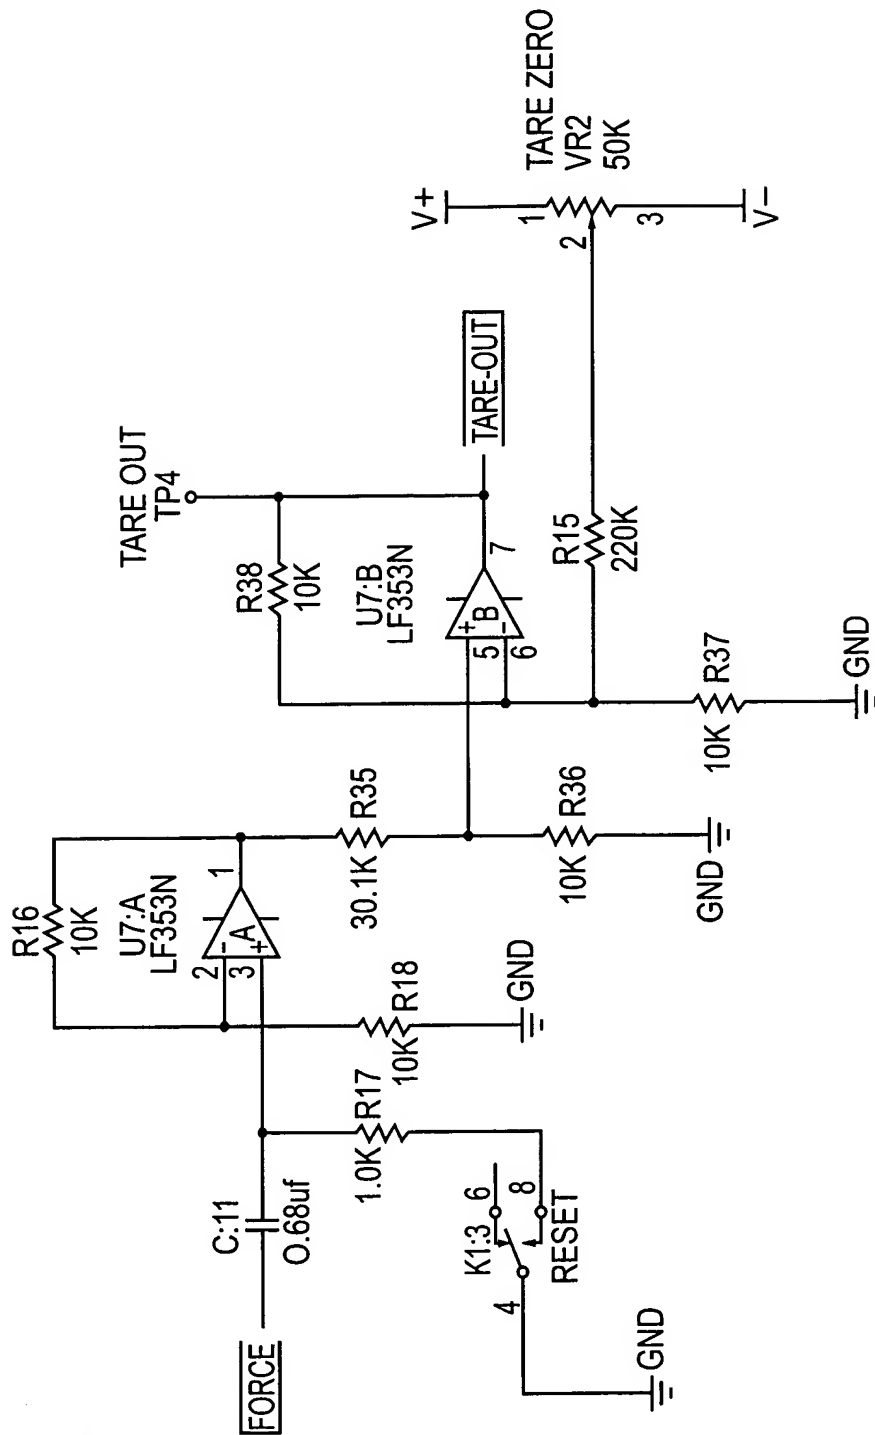 FORCE
C:11
O.68uf
R17
1.0K
K1:3
4
6
8
RESET
GND
R16
10K
U7:A
LF353N
2
3
-
+
A
1
R18
10K
GND
R35
30.1K
R36
10K
GND
TARE OUT
TP4
R38
10K
U7:B
LF353N
+
-
B
5
6
7
TARE-OUT
R15
220K
R37
10K
GND
V+
1
2
3
V–
TARE ZERO
VR2
50K